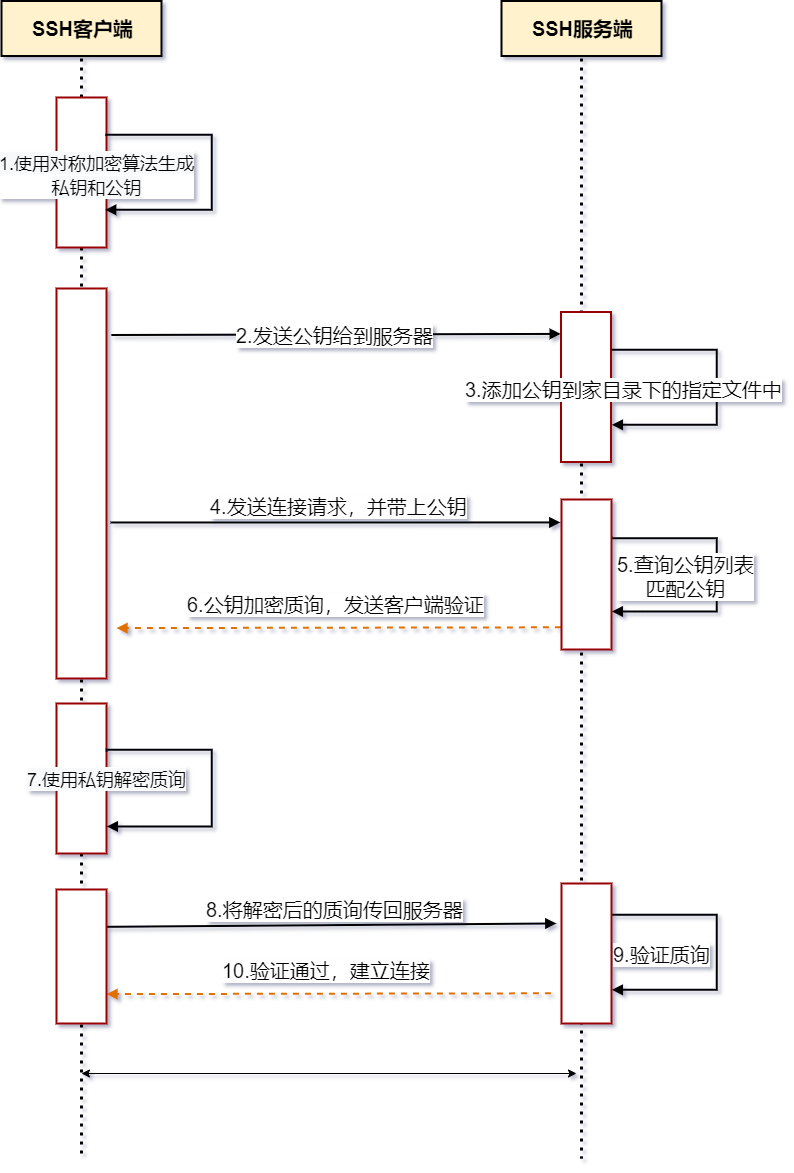 SSH客户端
SSH服务端
1.使用对称加密算法生成
私钥和公钥
2.发送公钥给到服务器
3.添加公钥到家目录下的指定文件中
4.发送连接请求，并带上公钥
5.查询公钥列表
匹配公钥
6.公钥加密质询，发送客户端验证
7.使用私钥解密质询
8.将解密后的质询传回服务器
9.验证质询
10.验证通过，建立连接